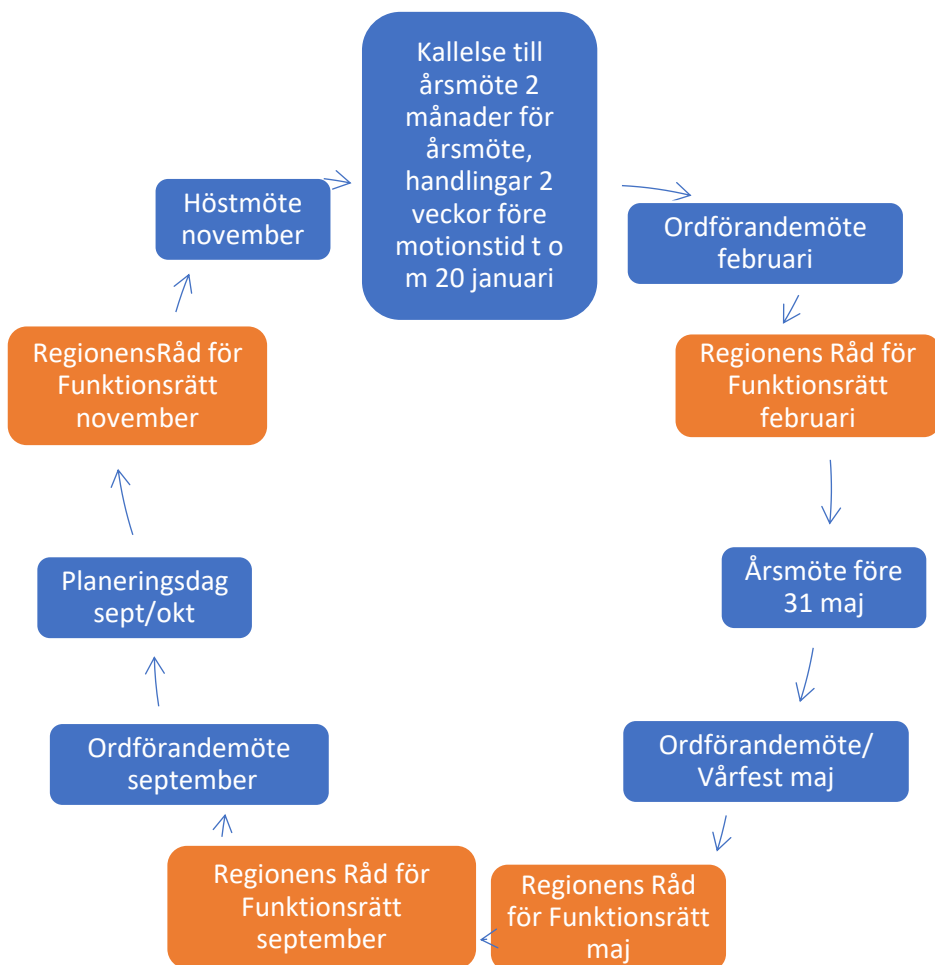 Kallelse till
årsmöte 2
månader för
årsmöte,
handlingar 2
veckor före
motionstid t o
m 20 januari
Ordförandemöte
februari
Regionens Råd för
Funktionsrätt
februari
Årsmöte före
31 maj
Ordförandemöte/
Vårfest maj
Regionens Råd
för Funktionsrätt
maj
Regionens Råd för
Funktionsrätt
september
Ordförandemöte
september
Planeringsdag
sept/okt
RegionensRåd för
Funktionsrätt
november
Höstmöte
november